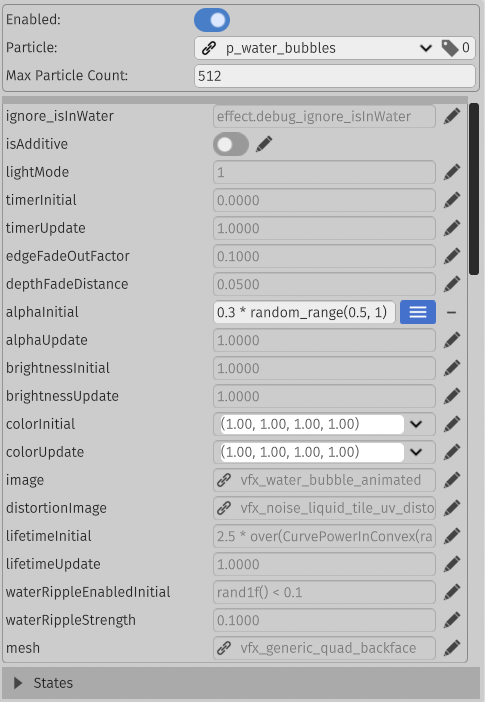 Enabled:
Particle: p_water_bubbles 0
Max Particle Count: 512
ignore_isInWater effect.debug_ignore_isInWater
isAdditive
lightMode 1
timerInitial 0.0000
timerUpdate 1.0000
edgeFadeOutFactor 0.1000
depthFadeDistance 0.0500
alphaInitial 0.3 * random_range(0.5, 1)
alphaUpdate 1.0000
brightnessInitial 1.0000
brightnessUpdate 1.0000
colorInitial (1.00, 1.00, 1.00, 1.00)
colorUpdate (1.00, 1.00, 1.00, 1.00)
image vfx_water_bubble_animated
distortionImage vfx_noise_liquid_tile_uv_disto
lifetimeInitial 2.5 * over(CurvePowerInConvex(ra
lifetimeUpdate 1.0000
waterRippleEnabledInitial rand1f() < 0.1
waterRippleStrength 0.1000
mesh vfx_generic_quad_backface
States